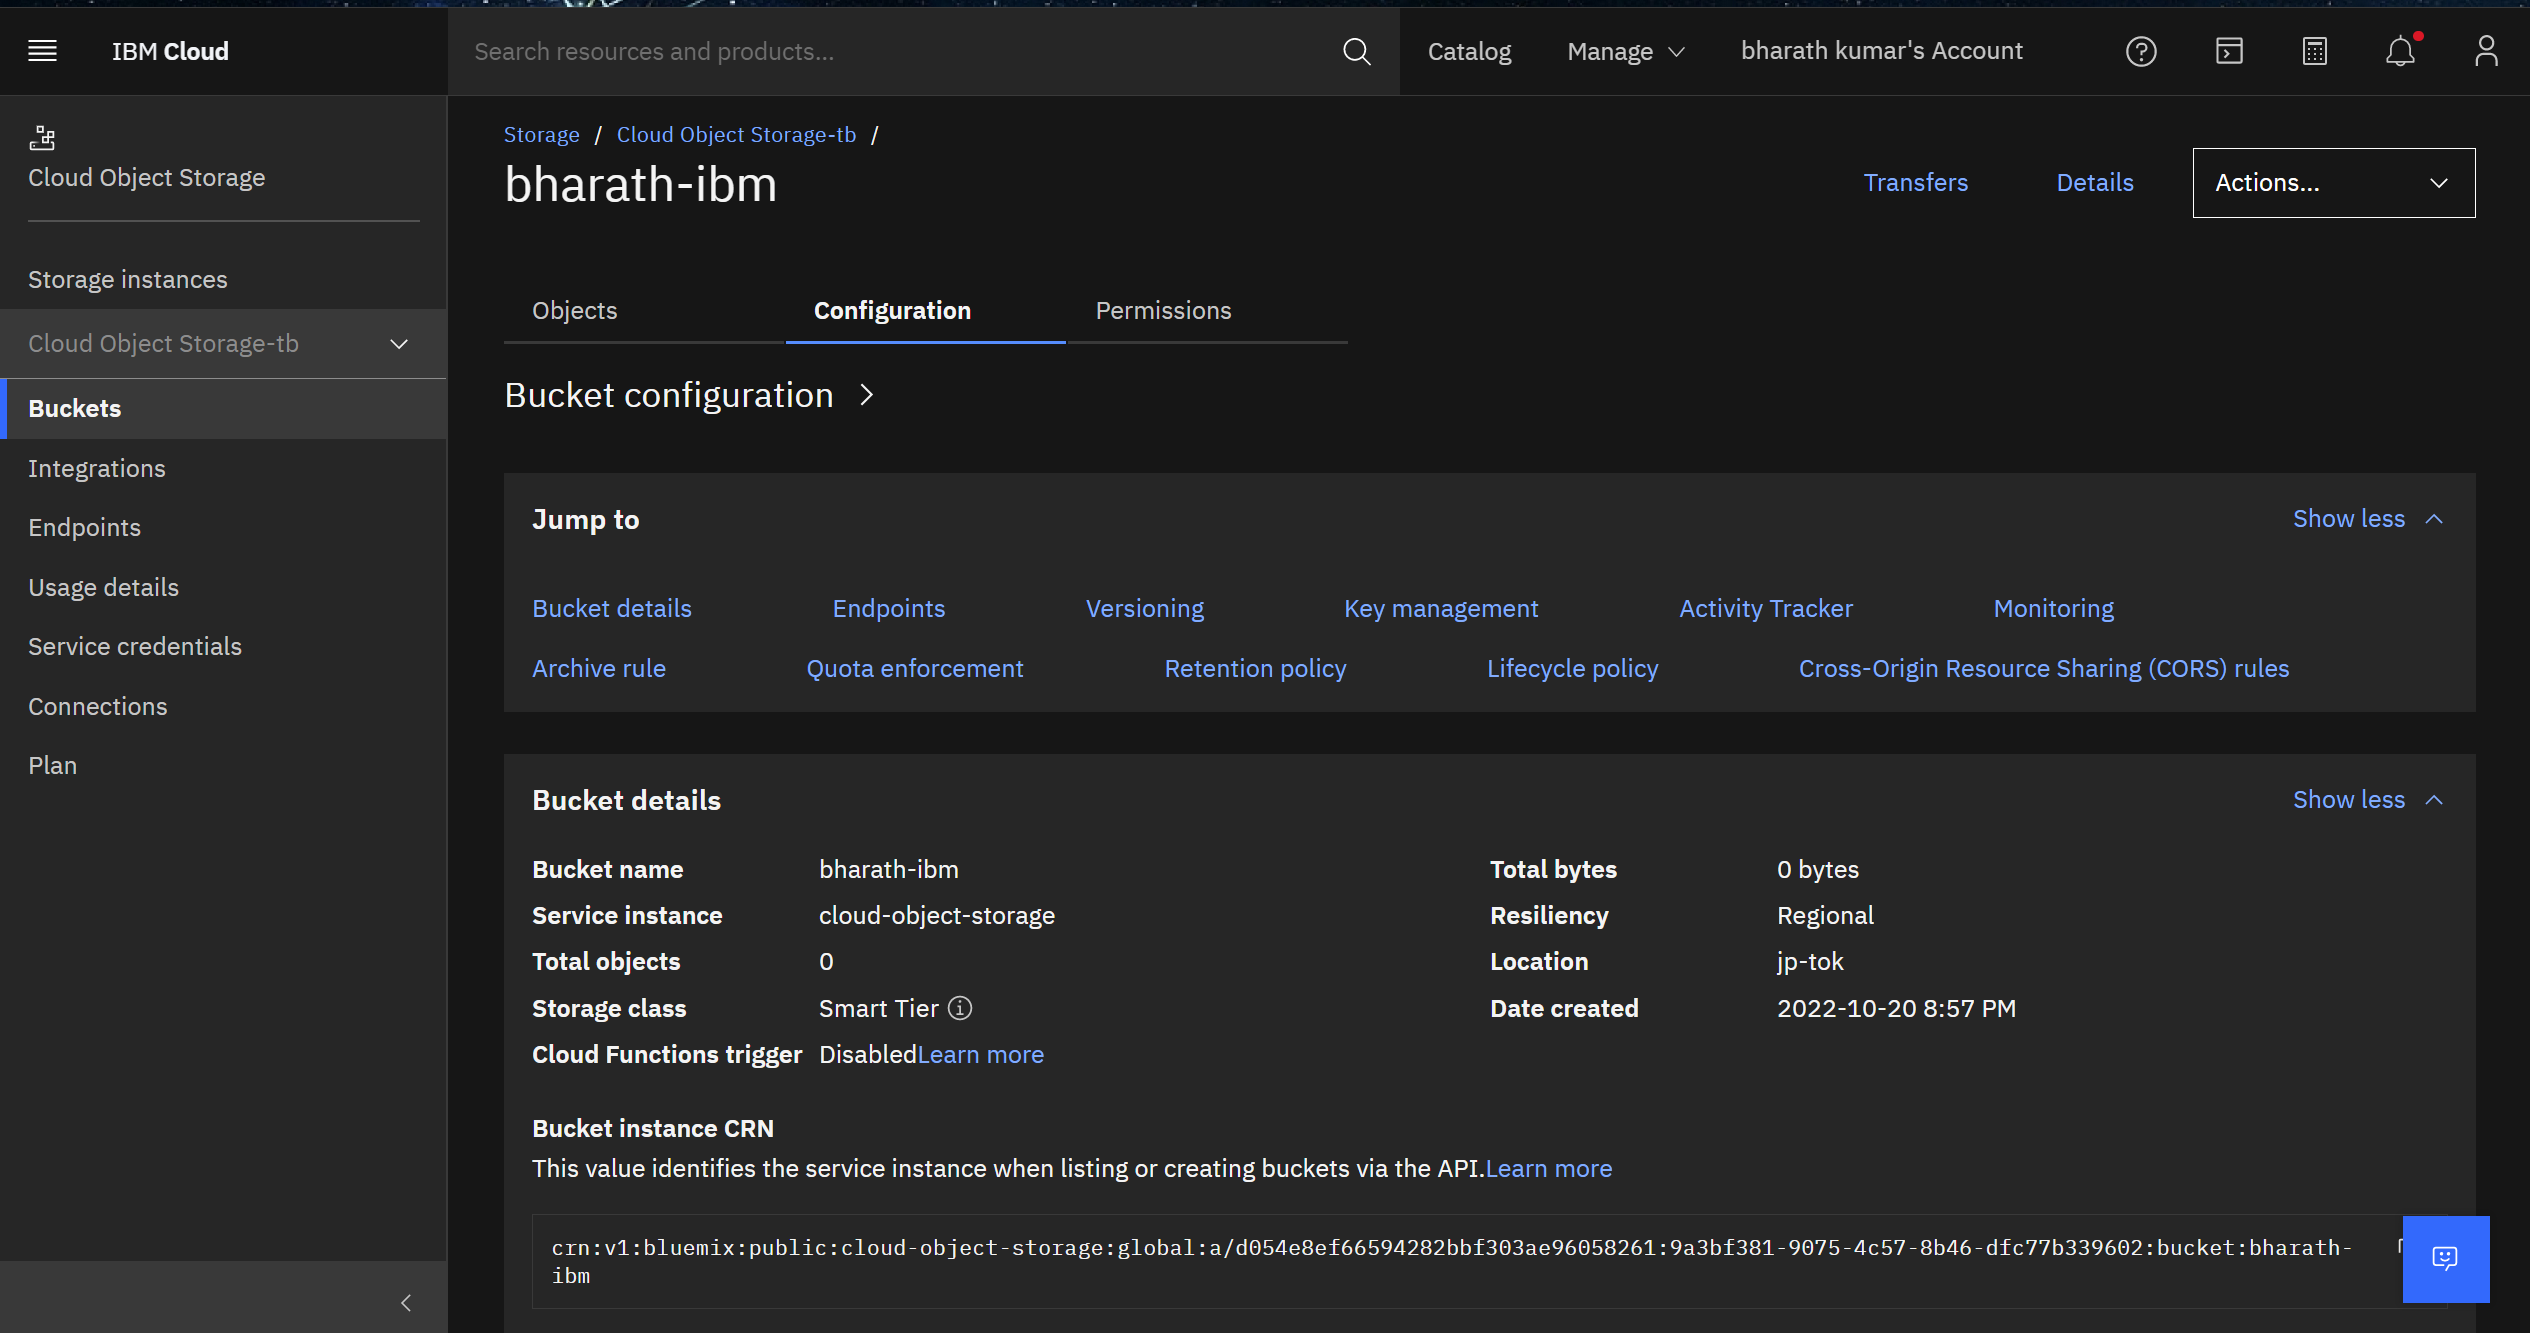 IBM Cloud
Search resources and products...
Catalog
Manage
bharath kumar's Account
Cloud Object Storage
Storage instances
Cloud Object Storage-tb
Buckets
Integrations
Endpoints
Usage details
Service credentials
Connections
Plan
Storage / Cloud Object Storage-tb /
bharath-ibm
Transfers
Details
Actions...
Objects
Configuration
Permissions
Bucket configuration
Jump to
Show less
Bucket details
Endpoints
Versioning
Key management
Activity Tracker
Monitoring
Archive rule
Quota enforcement
Retention policy
Lifecycle policy
Cross-Origin Resource Sharing (CORS) rules
Bucket details
Show less
Bucket name bharath-ibm
Service instance cloud-object-storage
Total objects 0
Storage class Smart Tier
Cloud Functions trigger DisabledLearn more
Total bytes 0 bytes
Resiliency Regional
Location jp-tok
Date created 2022-10-20 8:57 PM
Bucket instance CRN
This value identifies the service instance when listing or creating buckets via the API.Learn more
crn:v1:bluemix:public:cloud-object-storage:global:a/d054e8ef66594282bbf303ae96058261:9a3bf381-9075-4c57-8b46-dfc77b339602:bucket:bharath-
ibm